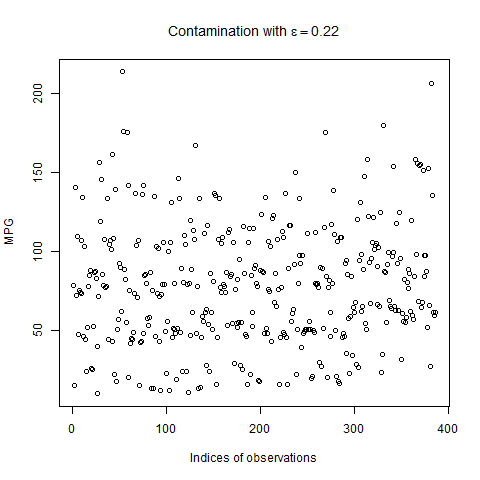 Contamination with ε = 0.22
MPG
200
150
100
50
0 100 200 300 400
Indices of observations